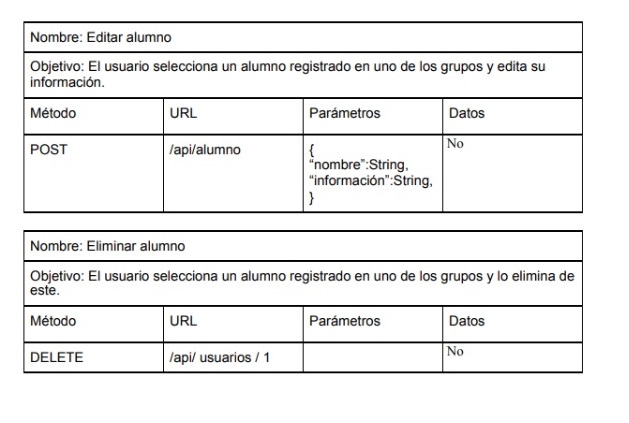 Nombre: Editar alumno
Objetivo: El usuario selecciona un alumno registrado en uno de los grupos y edita su
información.
Método URL Parámetros Datos
POST /api/alumno { No
“nombre”:String,
“información”:String,
}
Nombre: Eliminar alumno
Objetivo: El usuario selecciona un alumno registrado en uno de los grupos y lo elimina de
este.
Método URL Parámetros Datos
DELETE /api/ usuarios / 1 No